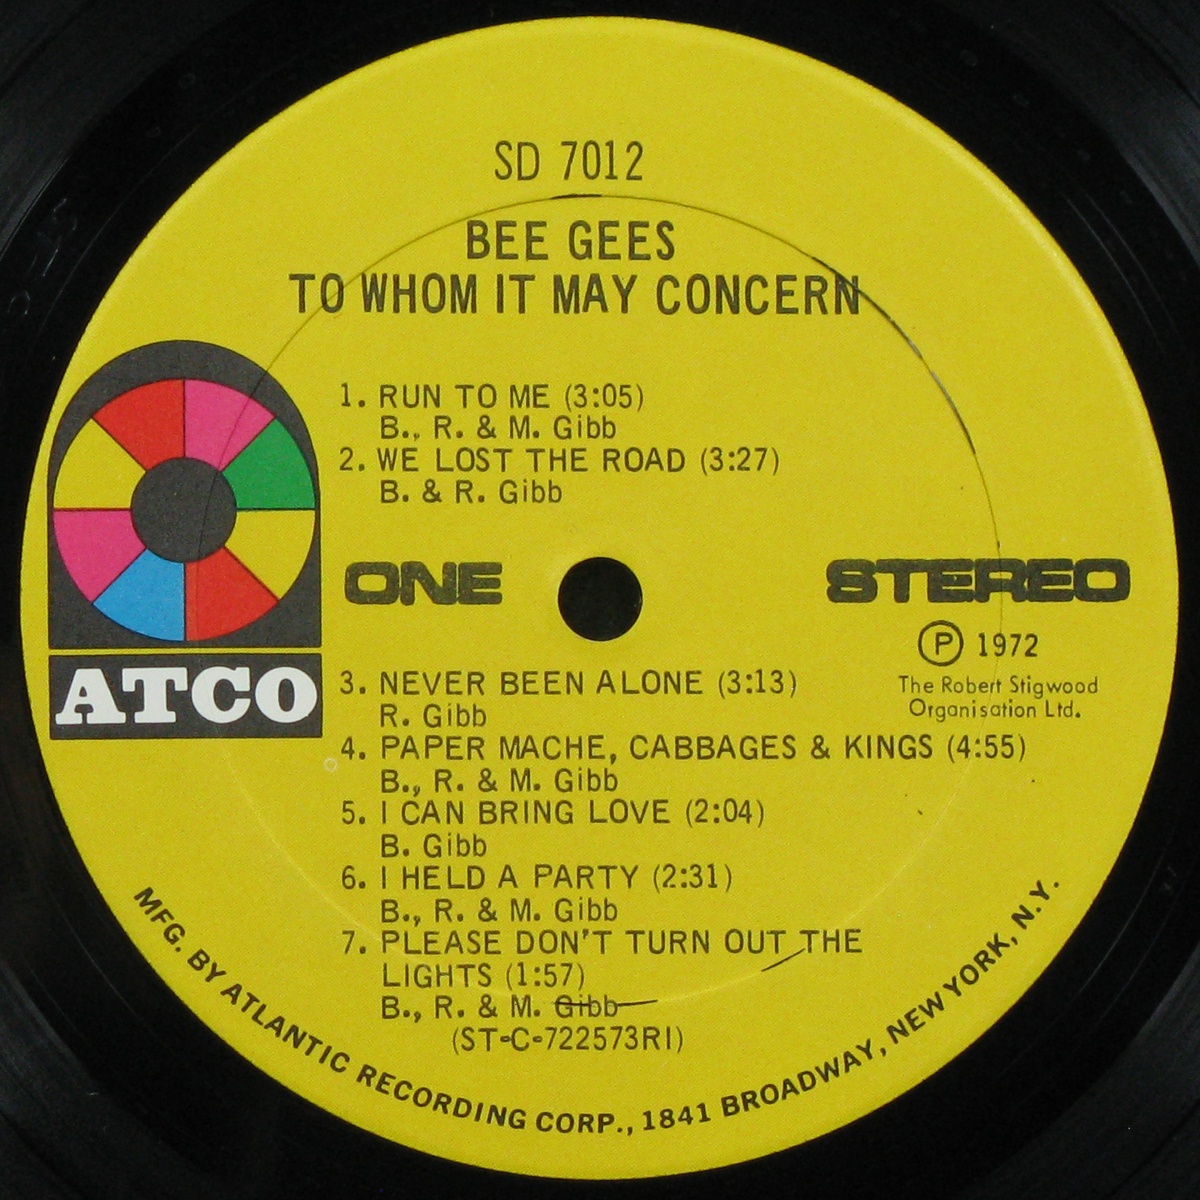 SD 7012
BEE GEES
TO WHOM IT MAY CONCERN
1. RUN TO ME (3:05)
B., R. & M. Gibb
2. WE LOST THE ROAD (3:27)
B. & R. Gibb
ONE
STEREO
Ⓟ 1972
The Robert Stigwood
Organisation Ltd.
ATCO
3. NEVER BEEN ALONE (3:13)
R. Gibb
4. PAPER MACHE, CABBAGES & KINGS (4:55)
B., R. & M. Gibb
5. I CAN BRING LOVE (2:04)
B. Gibb
6. I HELD A PARTY (2:31)
B., R. & M. Gibb
7. PLEASE DON'T TURN OUT THE
LIGHTS (1:57)
B., R. & M. Gibb
(ST-C-722573RI)
MFG. BY ATLANTIC RECORDING CORP., 1841 BROADWAY, NEW YORK, N.Y.